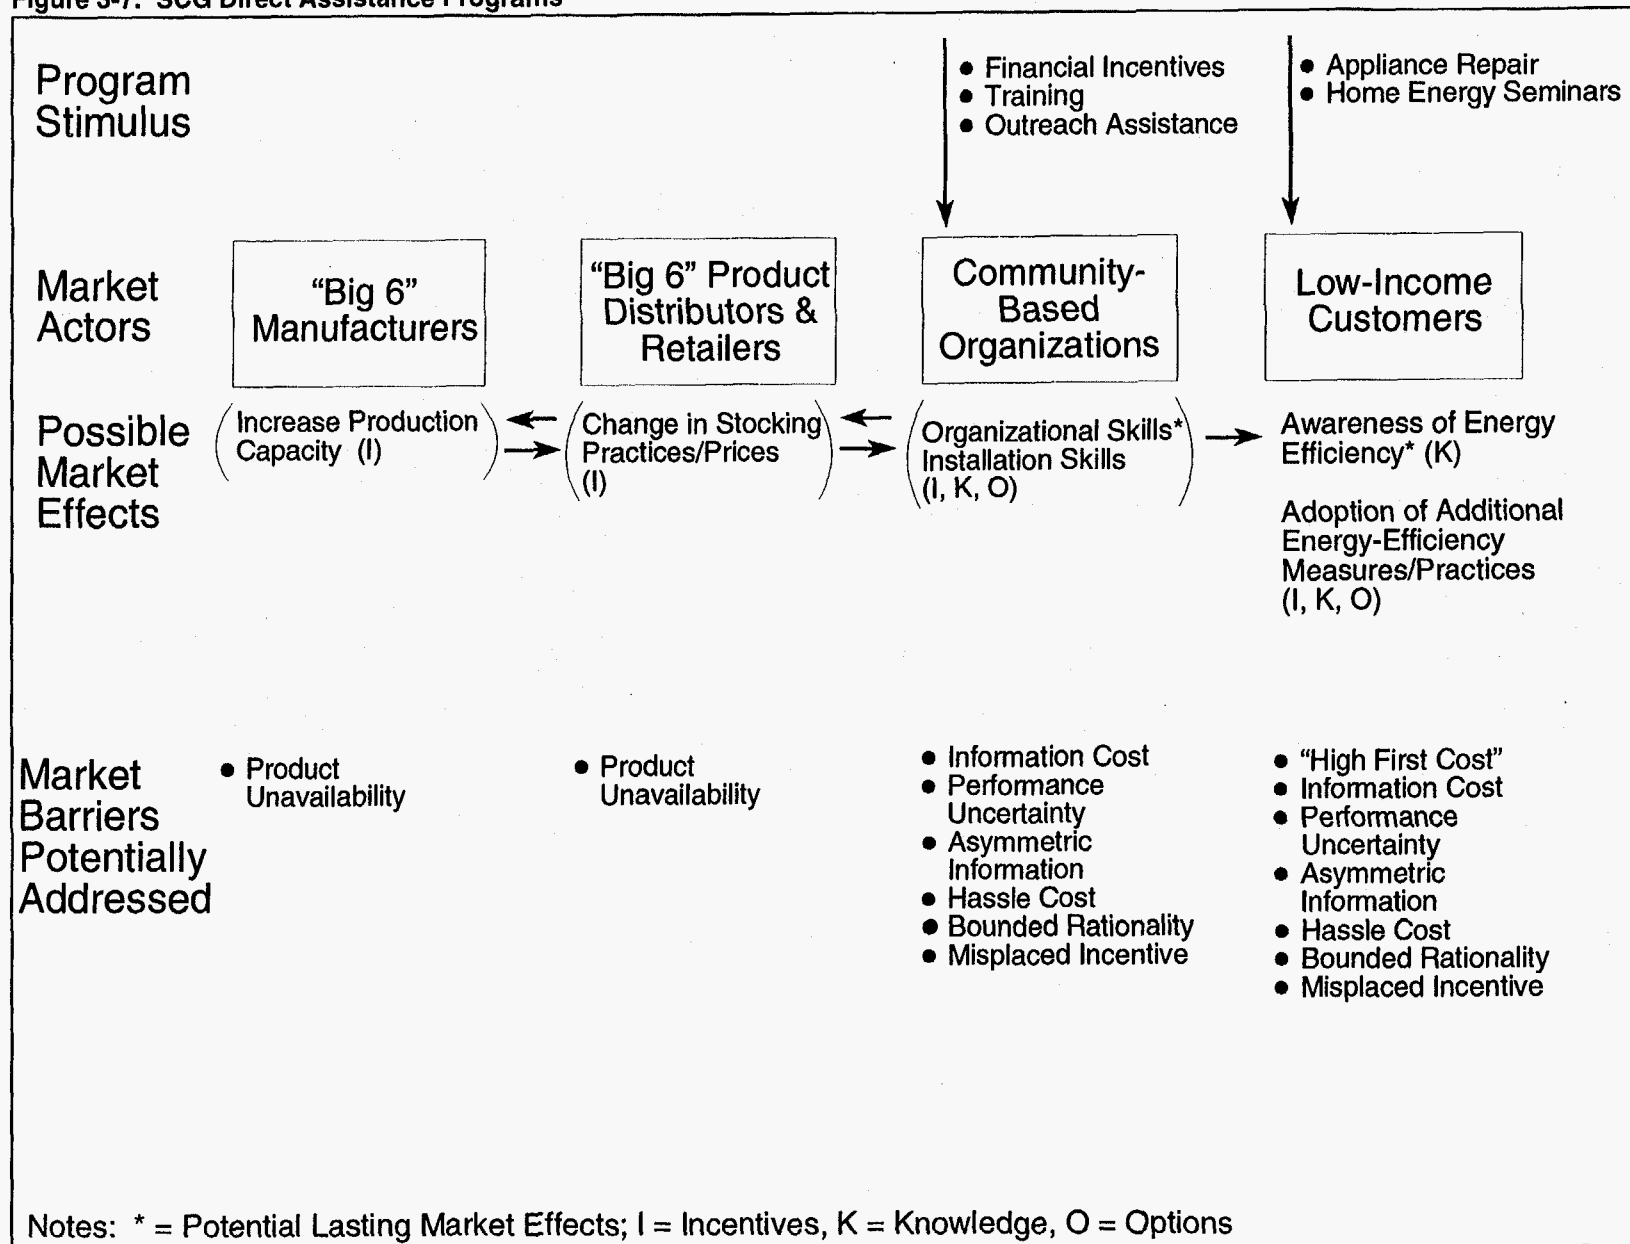 Figure 3-7. SCG Direct Assistance Programs
Program
Stimulus
● Financial Incentives
● Training
● Outreach Assistance
● Appliance Repair
● Home Energy Seminars
Market
Actors
“Big 6”
Manufacturers
“Big 6” Product
Distributors &
Retailers
Community-
Based
Organizations
Low-Income
Customers
Possible
Market
Effects
(Increase Production
Capacity (I))
(Change in Stocking
Practices/Prices
(I))
(Organizational Skills*
Installation Skills
(I, K, O))
Awareness of Energy
Efficiency* (K)
Adoption of Additional
Energy-Efficiency
Measures/Practices
(I, K, O)
Market
Barriers
Potentially
Addressed
● Product
Unavailability
● Product
Unavailability
● Information Cost
● Performance
Uncertainty
● Asymmetric
Information
● Hassle Cost
● Bounded Rationality
● Misplaced Incentive
● “High First Cost”
● Information Cost
● Performance
Uncertainty
● Asymmetric
Information
● Hassle Cost
● Bounded Rationality
● Misplaced Incentive
Notes: * = Potential Lasting Market Effects; I = Incentives, K = Knowledge, O = Options